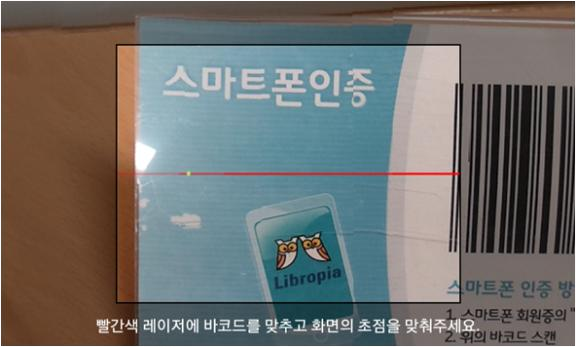 스마트폰인증
Libropia
스마트폰 인증 방
1. 스마트폰 회원증의 "
2. 위의 바코드 스캔
빨간색 레이저에 바코드를 맞추고 화면의 초점을 맞춰주세요.